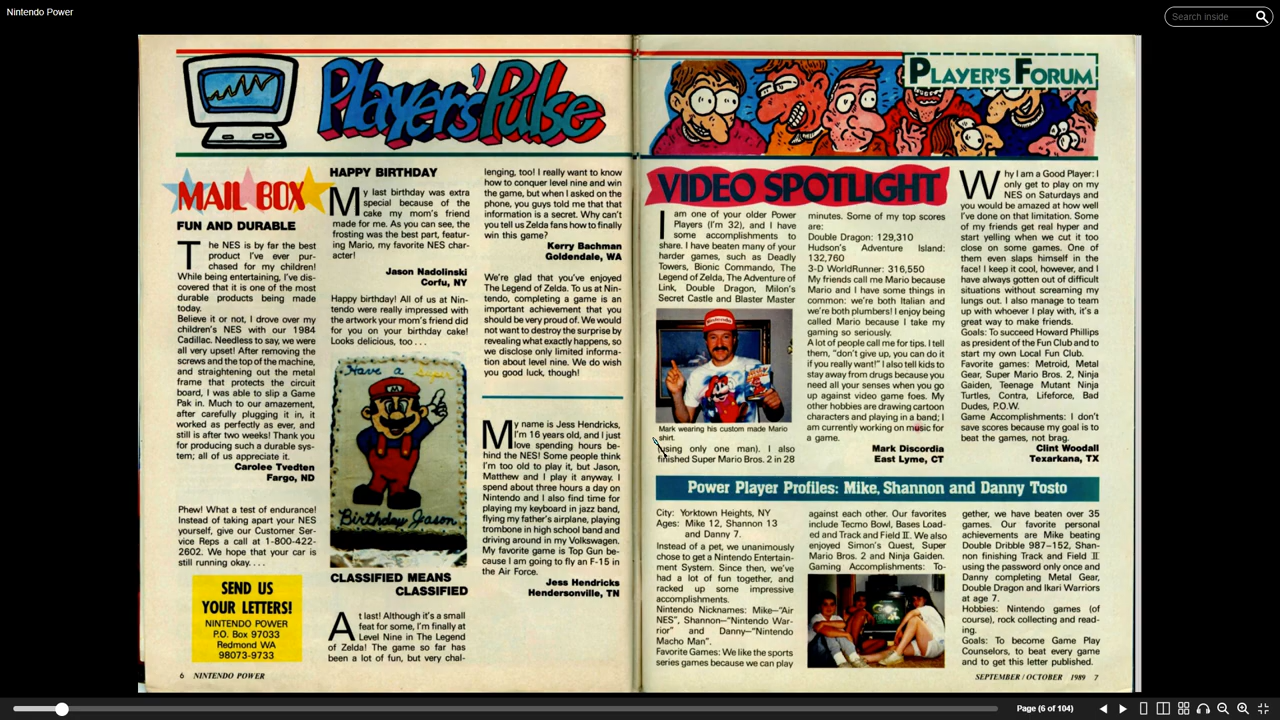 Nintendo Power
Search inside
Player's Pulse
MAIL BOX
FUN AND DURABLE
The NES is by far the best
product I've ever pur-
chased for my children!
While being entertaining, I've dis-
covered that it is one of the most
durable products being made
today.
Believe it or not, I drove over my
children's NES with our 1984
Cadillac. Needless to say, we were
all very upset! After removing the
screws and the top of the machine,
and straightening out the metal
frame that protects the circuit
board, I was able to slip a Game
Pak in. Much to our amazement,
after carefully plugging it in, it
worked as perfectly as ever, and
still is after two weeks! Thank you
for producing such a durable sys-
tem; all of us appreciate it.
Carolee Tvedten
Fargo, ND
Phew! What a test of endurance!
Instead of taking apart your NES
yourself, give our Customer Ser-
vice Reps a call at 1-800-422-
2602. We hope that your car is
still running okay. . . .
SEND US
YOUR LETTERS!
NINTENDO POWER
P.O. Box 97033
Redmond WA
98073-9733
HAPPY BIRTHDAY
My last birthday was extra
special because of the
cake my mom's friend
made for me. As you can see, the
frosting was the best part, featur-
ing Mario, my favorite NES char-
acter!
Jason Nadolinski
Corfu, NY
Happy birthday! All of us at Nin-
tendo were really impressed with
the artwork your mom's friend did
for you on your birthday cake!
Looks delicious, too . . .
Have a super
Birthday Jason
CLASSIFIED MEANS
CLASSIFIED
At last! Although it's a small
feat for some, I'm finally at
Level Nine in The Legend
of Zelda! The game so far has
been a lot of fun, but very chal-
lenging, too! I really want to know
how to conquer level nine and win
the game, but when I asked on the
phone, you guys told me that that
information is a secret. Why can't
you tell us Zelda fans how to finally
win this game?
Kerry Bachman
Goldendale, WA
We're glad that you've enjoyed
The Legend of Zelda. To us at Nin-
tendo, completing a game is an
important achievement that you
should be very proud of. We would
not want to destroy the surprise by
revealing what exactly happens, so
we disclose only limited informa-
tion about level nine. We do wish
you good luck, though!
My name is Jess Hendricks,
I'm 16 years old, and I just
love spending hours be-
hind the NES! Some people think
I'm too old to play it, but Jason,
Matthew and I play it anyway. I
spend about three hours a day on
Nintendo and I also find time for
playing my keyboard in jazz band,
flying my father's airplane, playing
trombone in high school band and
driving around in my Volkswagen.
My favorite game is Top Gun be-
cause I am going to fly an F-15 in
the Air Force.
Jess Hendricks
Hendersonville, TN
6 NINTENDO POWER
PLAYER'S FORUM
VIDEO SPOTLIGHT
I am one of your older Power
Players (I'm 32), and I have
some accomplishments to
share. I have beaten many of your
harder games, such as Deadly
Towers, Bionic Commando, The
Legend of Zelda, The Adventure of
Link, Double Dragon, Milon's
Secret Castle and Blaster Master
Mark wearing his custom made Mario
shirt.
(using only one man). I also
finished Super Mario Bros. 2 in 28
minutes. Some of my top scores
are:
Double Dragon: 129,310
Hudson's Adventure Island:
132,760
3-D WorldRunner: 316,550
My friends call me Mario because
Mario and I have some things in
common: we're both Italian and
we're both plumbers! I enjoy being
called Mario because I take my
gaming so seriously.
A lot of people call me for tips. I tell
them, "don't give up, you can do it
if you really want!" I also tell kids to
stay away from drugs because you
need all your senses when you go
up against video game foes. My
other hobbies are drawing cartoon
characters and playing in a band; I
am currently working on music for
a game.
Mark Discordia
East Lyme, CT
Why I am a Good Player: I
only get to play on my
NES on Saturdays and
you would be amazed at how well
I've done on that limitation. Some
of my friends get real hyper and
start yelling when we cut it too
close on some games. One of
them even slaps himself in the
face! I keep it cool, however, and I
have always gotten out of difficult
situations without screaming my
lungs out. I also manage to team
up with whoever I play with, it's a
great way to make friends.
Goals: To succeed Howard Phillips
as president of the Fun Club and to
start my own Local Fun Club.
Favorite games: Metroid, Metal
Gear, Super Mario Bros. 2, Ninja
Gaiden, Teenage Mutant Ninja
Turtles, Contra, Lifeforce, Bad
Dudes, P.O.W.
Game Accomplishments: I don't
save scores because my goal is to
beat the games, not brag.
Clint Woodall
Texarkana, TX
Power Player Profiles: Mike, Shannon and Danny Tosto
City: Yorktown Heights, NY
Ages: Mike 12, Shannon 13
and Danny 7.
Instead of a pet, we unanimously
chose to get a Nintendo Entertain-
ment System. Since then, we've
had a lot of fun together, and
racked up some impressive
accomplishments.
Nintendo Nicknames: Mike–"Air
NES", Shannon–"Nintendo War-
rior" and Danny–"Nintendo
Macho Man".
Favorite Games: We like the sports
series games because we can play
against each other. Our favorites
include Tecmo Bowl, Bases Load-
ed and Track and Field II. We also
enjoyed Simon's Quest, Super
Mario Bros. 2 and Ninja Gaiden.
Gaming Accomplishments: To-
gether, we have beaten over 35
games. Our favorite personal
achievements are Mike beating
Double Dribble 987–152, Shan-
non finishing Track and Field II
using the password only once and
Danny completing Metal Gear,
Double Dragon and Ikari Warriors
at age 7.
Hobbies: Nintendo games (of
course), rock collecting and read-
ing.
Goals: To become Game Play
Counselors, to beat every game
and to get this letter published.
SEPTEMBER / OCTOBER 1989 7
Page (6 of 104)